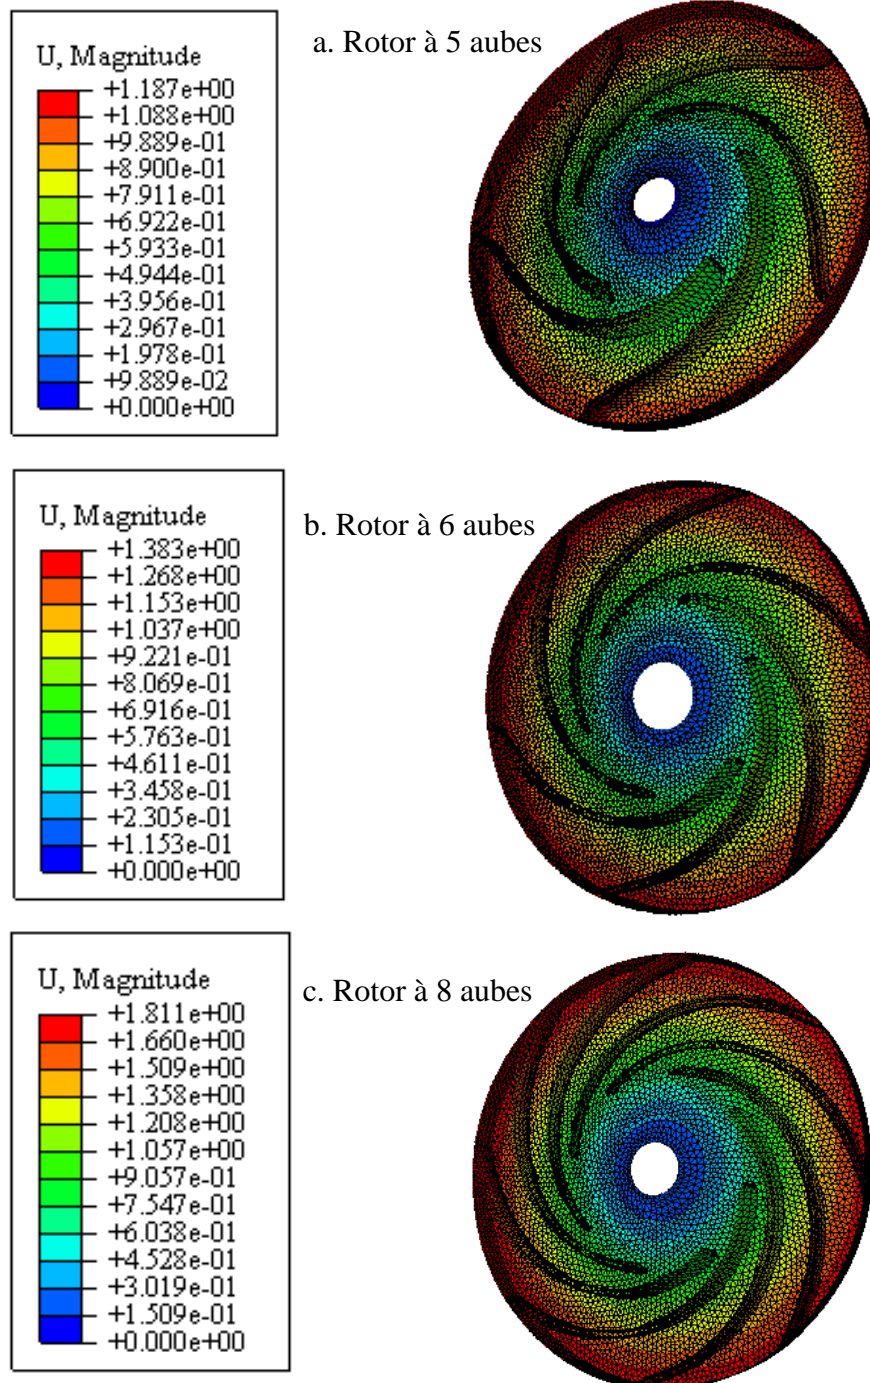 a. Rotor à 5 aubes
U, Magnitude
+1.187e+00
+1.088e+00
+9.889e-01
+8.900e-01
+7.911e-01
+6.922e-01
+5.933e-01
+4.944e-01
+3.956e-01
+2.967e-01
+1.978e-01
+9.889e-02
+0.000e+00
b. Rotor à 6 aubes
U, Magnitude
+1.383e+00
+1.268e+00
+1.153e+00
+1.037e+00
+9.221e-01
+8.069e-01
+6.916e-01
+5.763e-01
+4.611e-01
+3.458e-01
+2.305e-01
+1.153e-01
+0.000e+00
c. Rotor à 8 aubes
U, Magnitude
+1.811e+00
+1.660e+00
+1.509e+00
+1.358e+00
+1.208e+00
+1.057e+00
+9.057e-01
+7.547e-01
+6.038e-01
+4.528e-01
+3.019e-01
+1.509e-01
+0.000e+00